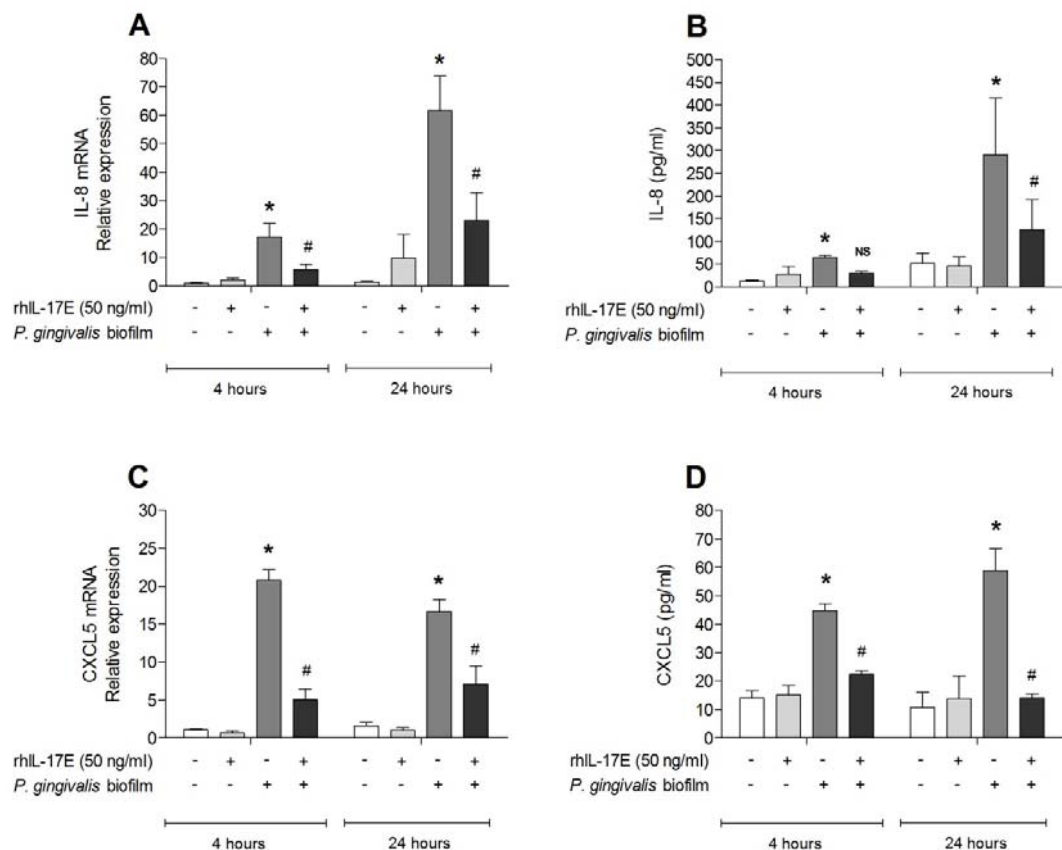 A
IL-8 mRNA
Relative expression
80
70
60
50
40
30
20
10
0
* # * #
rhIL-17E (50 ng/ml) - + - + - + - +
P. gingivalis biofilm - - + + - - + +
4 hours 24 hours
B
IL-8 (pg/ml)
500
450
400
350
300
250
200
150
100
50
0
* NS * #
rhIL-17E (50 ng/ml) - + - + - + - +
P. gingivalis biofilm - - + + - - + +
4 hours 24 hours
C
CXCL5 mRNA
Relative expression
30
25
20
15
10
5
0
* # * #
rhIL-17E (50 ng/ml) - + - + - + - +
P. gingivalis biofilm - - + + - - + +
4 hours 24 hours
D
CXCL5 (pg/ml)
80
70
60
50
40
30
20
10
0
* # * #
rhIL-17E (50 ng/ml) - + - + - + - +
P. gingivalis biofilm - - + + - - + +
4 hours 24 hours